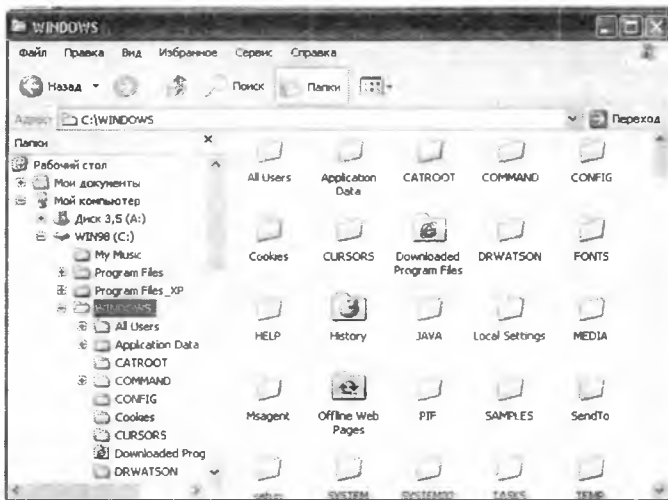 WINDOWS
Файл Правка Вид Избранное Сервис Справка
Назад Поиск Папки
Адрес: C:\WINDOWS Переход
Папки
Рабочий стол
Мои документы
Мой компьютер
Диск 3,5 (A:)
WIN98 (C:)
My Music
Program Files
Program Files_XP
WINDOWS
All Users
Application Data
CATROOT
COMMAND
CONFIG
Cookies
CURSORS
Downloaded Prog
DRWATSON
All Users Application Data CATROOT COMMAND CONFIG
Cookies CURSORS Downloaded Program Files DRWATSON FONTS
HELP History JAVA Local Settings MEDIA
Msagent Offline Web Pages PIF SAMPLES SendTo
SYSTEM TASKS TEMP